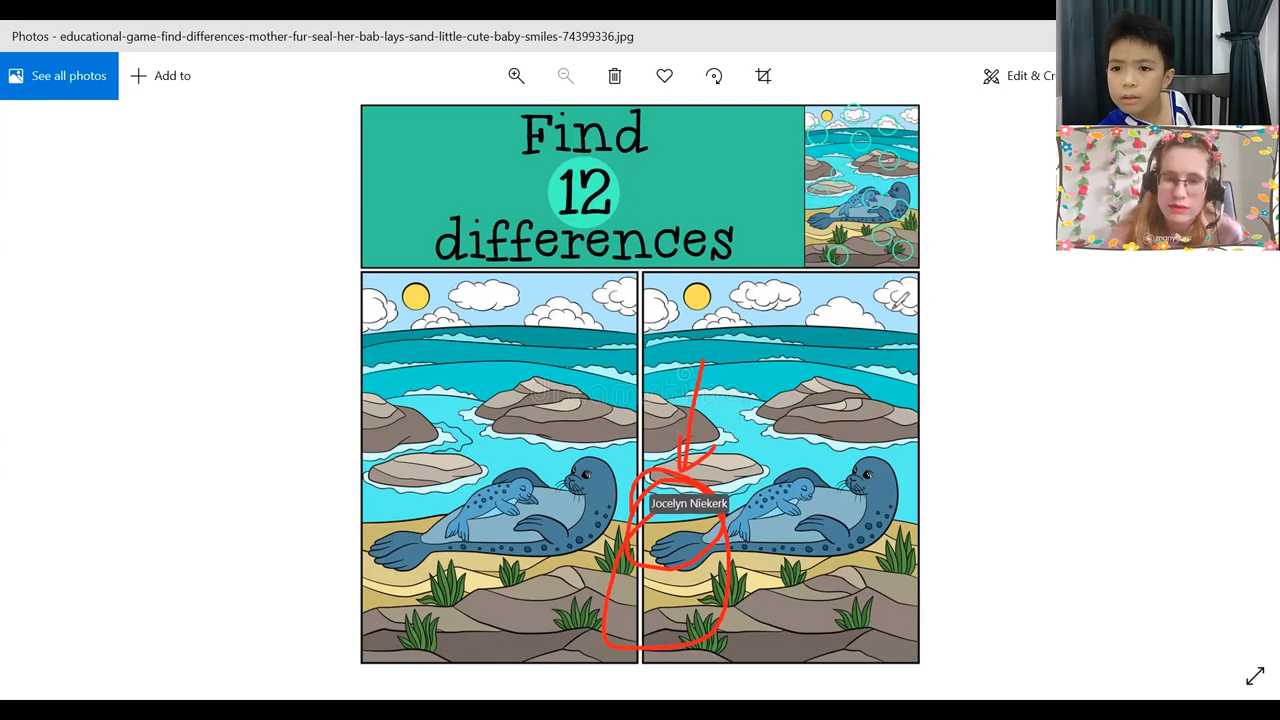 Photos - educational-game-find-differences-mother-fur-seal-her-bab-lays-sand-little-cute-baby-smiles-74399336.jpg
See all photos
Add to
Edit & Cr
Find
12
differences
dreamstime
Jocelyn Niekerk